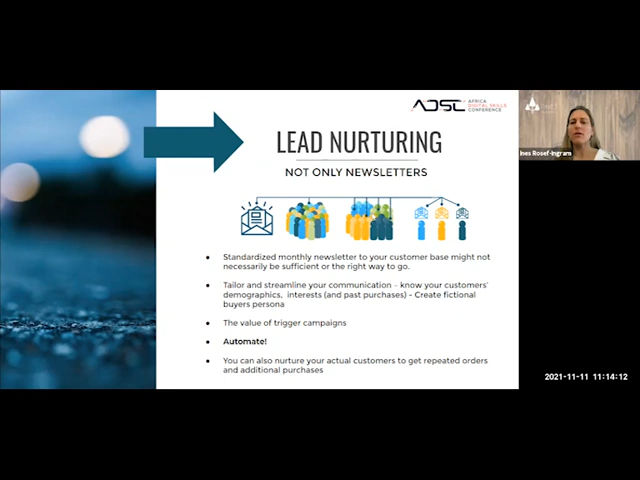 ADSC AFRICA
DIGITAL SKILLS
CONFERENCE
LEAD NURTURING
NOT ONLY NEWSLETTERS
Ines Rosef-Ingram
● Standardized monthly newsletter to your customer base might not
necessarily be sufficient or the right way to go.
● Tailor and streamline your communication - know your customers'
demographics, interests (and past purchases) - Create fictional
buyers persona
● The value of trigger campaigns
● Automate!
● You can also nurture your actual customers to get repeated orders
and additional purchases
2021-11-11 11:14:12